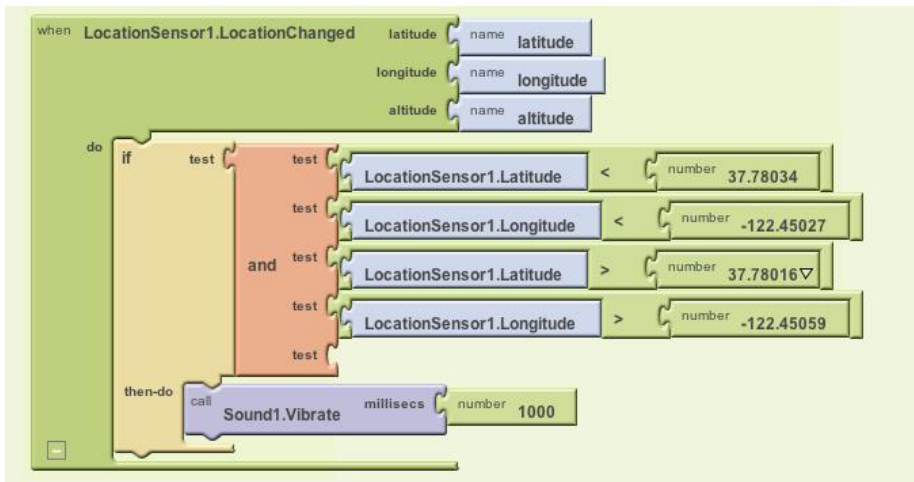 when LocationSensor1.LocationChanged latitude name latitude
longitude name longitude
altitude name altitude
do if test test LocationSensor1.Latitude < number 37.78034
test LocationSensor1.Longitude < number -122.45027
and test LocationSensor1.Latitude > number 37.78016
test LocationSensor1.Longitude > number -122.45059
test
then-do call Sound1.Vibrate millisecs number 1000